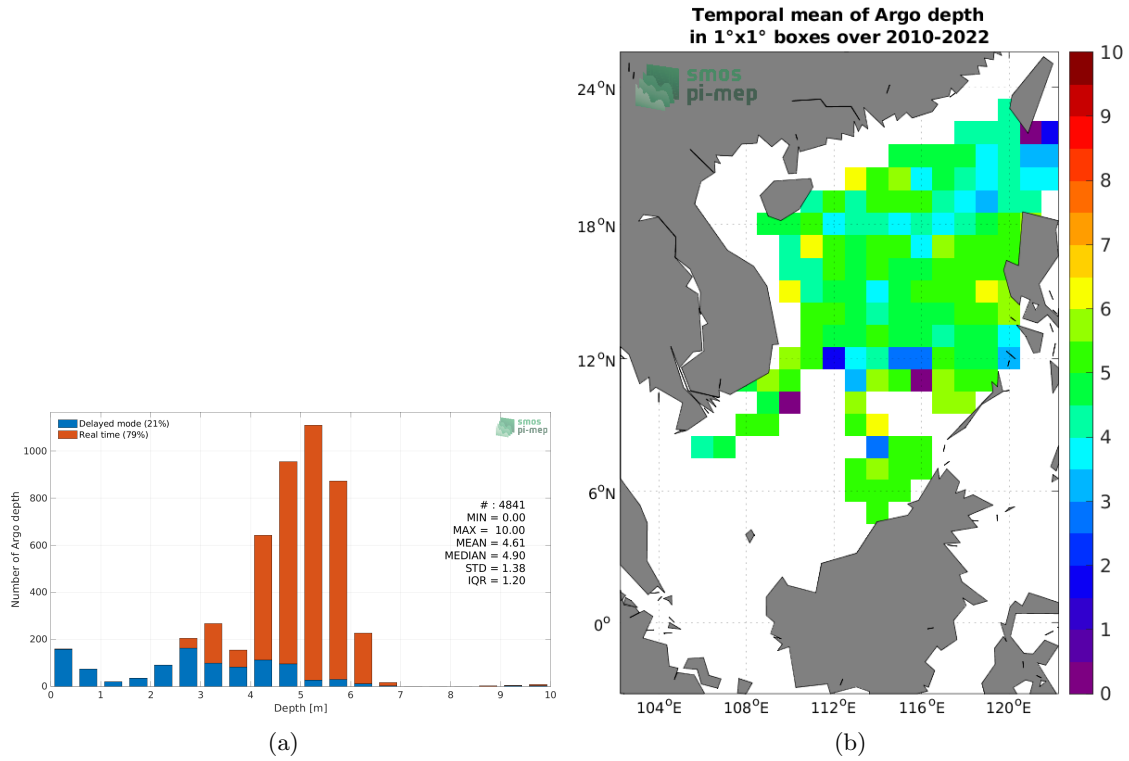 Delayed mode (21%)
Real time (79%)
smos
pi-mep
# : 4841
MIN = 0.00
MAX = 10.00
MEAN = 4.61
MEDIAN = 4.90
STD = 1.38
IQR = 1.20
Number of Argo depth
1000
800
600
400
200
0
0 1 2 3 4 5 6 7 8 9 10
Depth [m]
(a)
Temporal mean of Argo depth
in 1°x1° boxes over 2010-2022
smos
pi-mep
24°N
18°N
12°N
6°N
0°
104°E 108°E 112°E 116°E 120°E
10
9
8
7
6
5
4
3
2
1
0
(b)